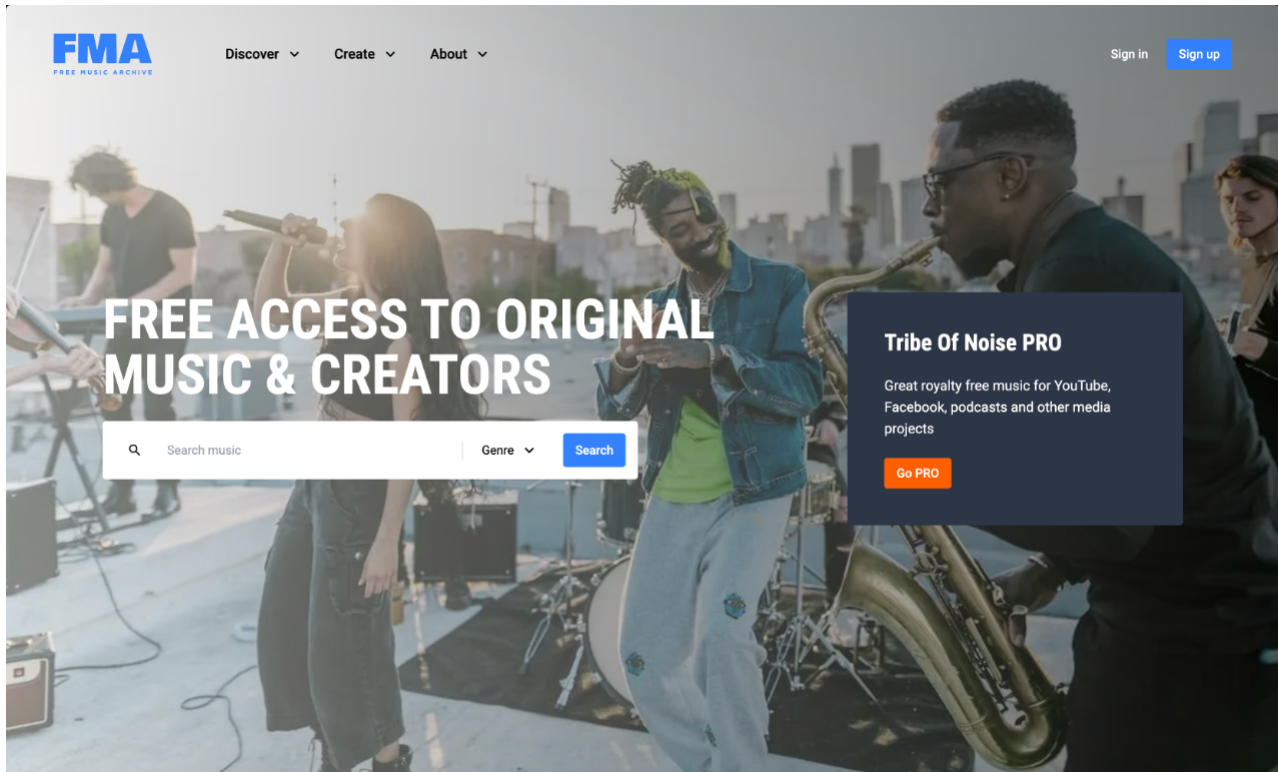 FMA
FREE MUSIC ARCHIVE
Discover
Create
About
Sign in
Sign up
FREE ACCESS TO ORIGINAL
MUSIC & CREATORS
Search music
Genre
Search
Tribe Of Noise PRO
Great royalty free music for YouTube,
Facebook, podcasts and other media
projects
Go PRO